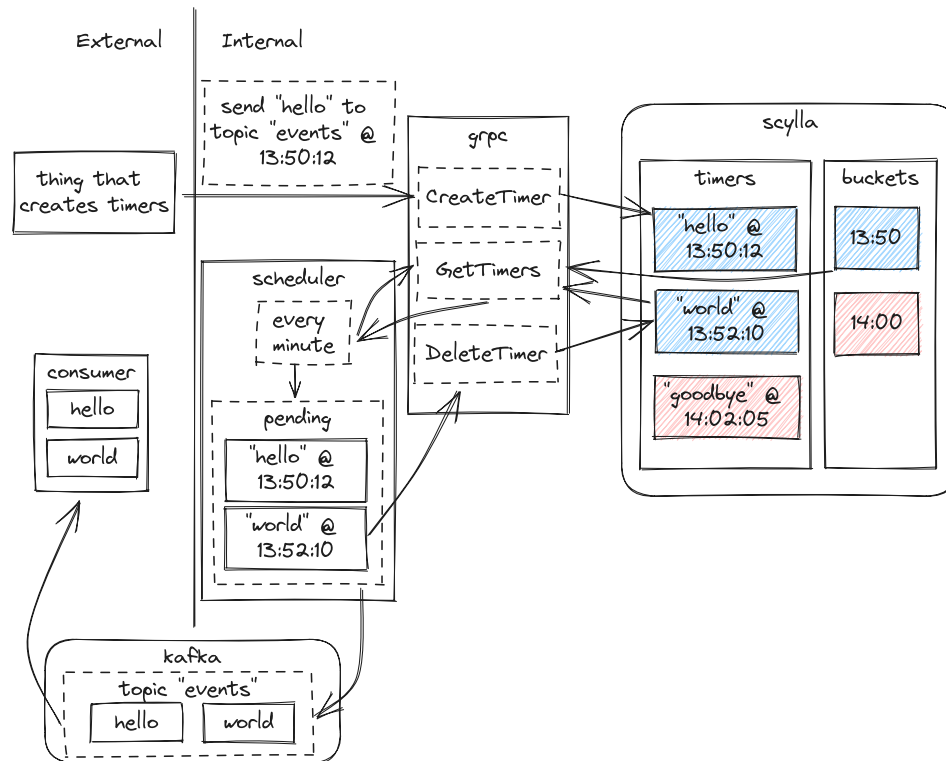 External
Internal
send "hello" to
topic "events" @
13:50:12
thing that
creates timers
grpc
CreateTimer
GetTimers
DeleteTimer
scylla
timers
"hello" @
13:50:12
"world" @
13:52:10
"goodbye" @
14:02:05
buckets
13:50
14:00
scheduler
every
minute
pending
"hello" @
13:50:12
"world" @
13:52:10
consumer
hello
world
kafka
topic "events"
hello
world